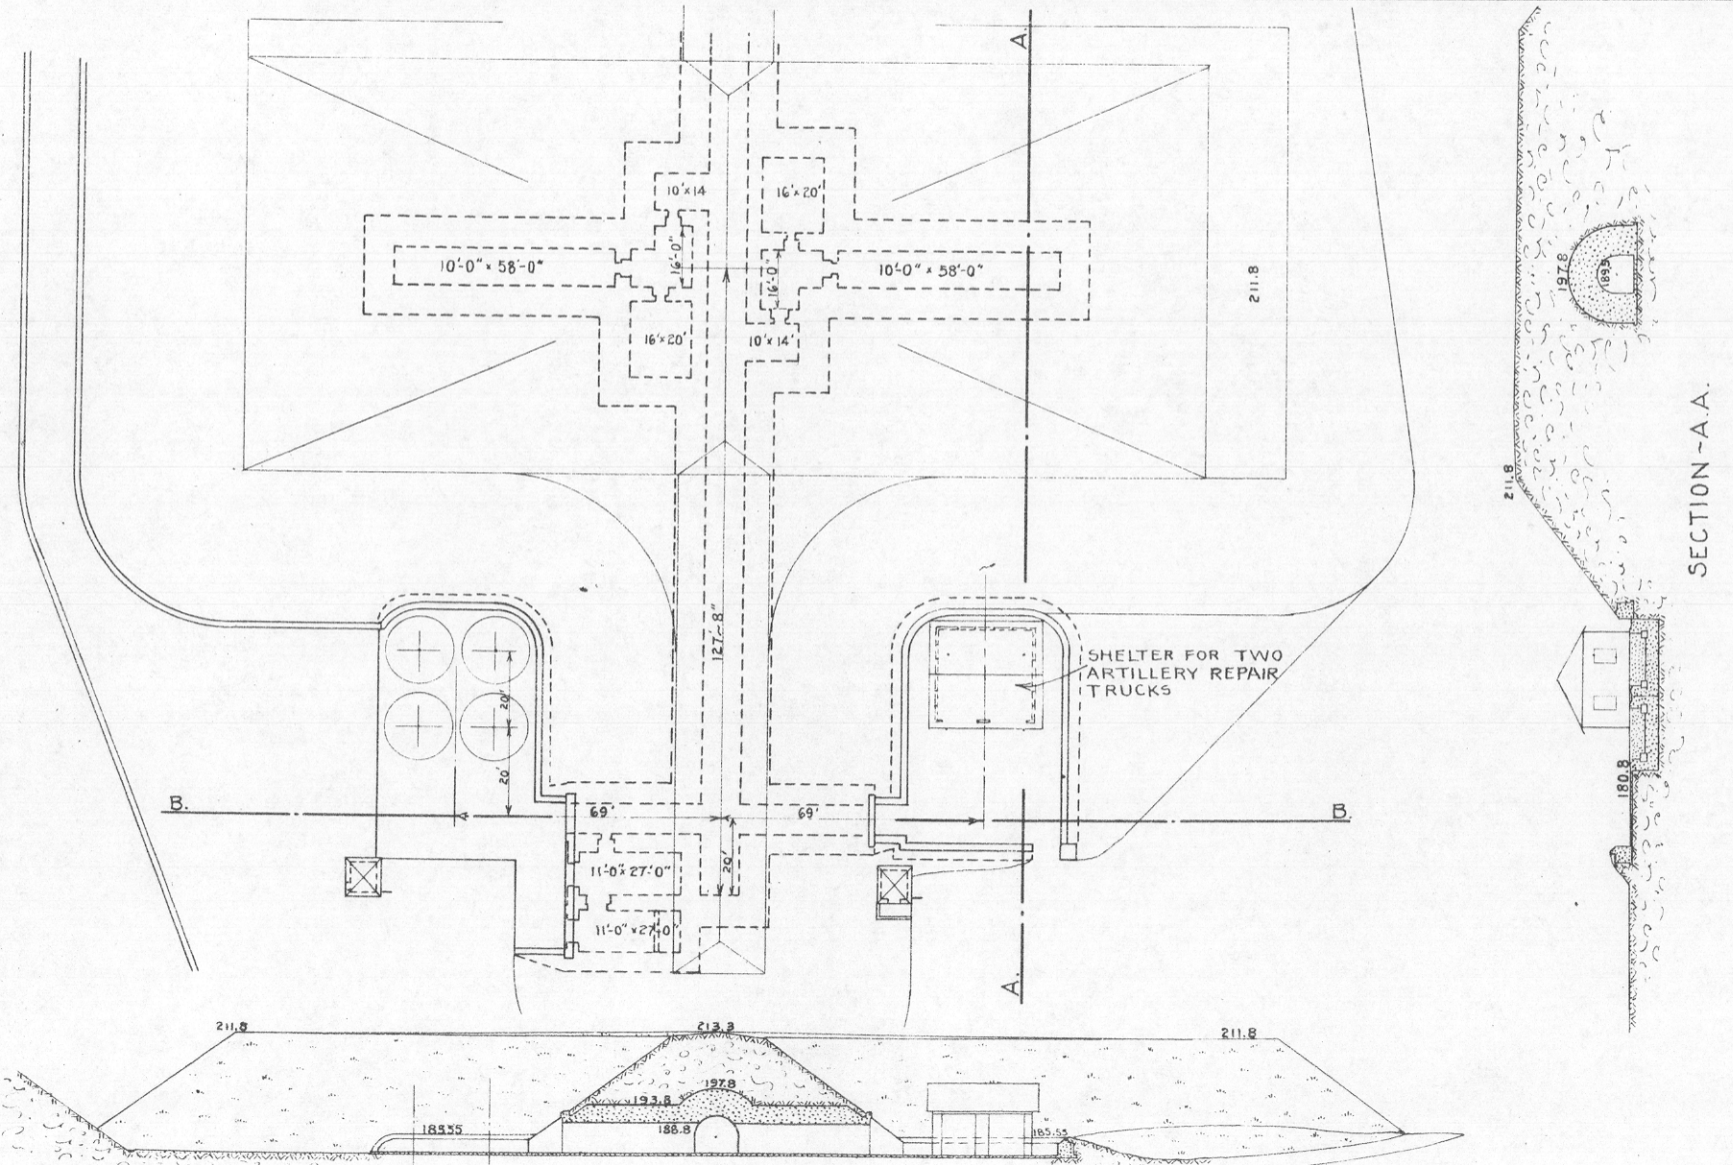 A.
10'x14
16'x20'
10'-0" x 58'-0"
16'-0"
16'-0"
10'-0" x 58'-0"
211.8
16'x20'
10'x14'
127'-8"
SHELTER FOR TWO
ARTILLERY REPAIR
TRUCKS
20'
20'
B.
69'
69'
B.
20'
11'-0" x 27'-0"
11'-0" x 27'-0"
A.
197.8
189.5
211.8
180.8
SECTION-A.A.
211.8
213.3
211.8
197.8
193.8
188.8
185.55